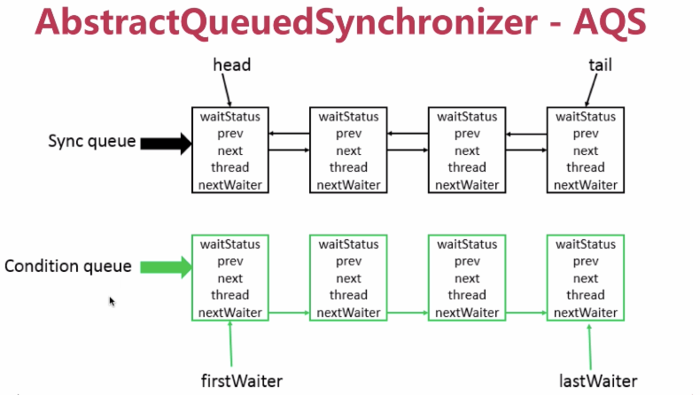 AbstractQueuedSynchronizer - AQS
head
tail
Sync queue
waitStatus
prev
next
thread
nextWaiter
waitStatus
prev
next
thread
nextWaiter
waitStatus
prev
next
thread
nextWaiter
waitStatus
prev
next
thread
nextWaiter
Condition queue
waitStatus
prev
next
thread
nextWaiter
waitStatus
prev
next
thread
nextWaiter
waitStatus
prev
next
thread
nextWaiter
waitStatus
prev
next
thread
nextWaiter
firstWaiter
lastWaiter